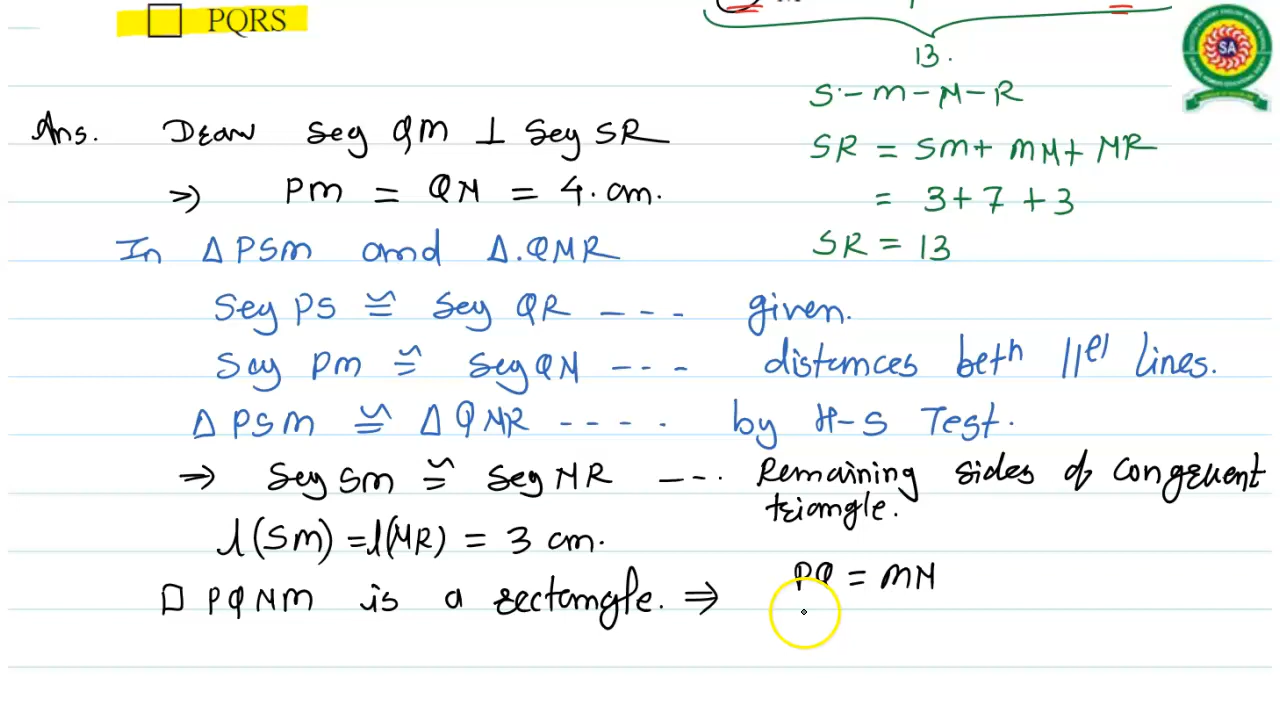 □ PQRS
13.
S - M - N - R
SR = SM + MN + NR
= 3 + 7 + 3
SR = 13
Ans. Draw seg QN ⊥ seg SR
⇒ PM = QN = 4. cm.
In Δ PSM and Δ. QNR
Seg PS ≅ seg QR --- given.
Seg PM ≅ seg QN --- distances betn ||el lines.
Δ PSM ≅ Δ QNR ---- . by H-S Test.
⇒ Seg SM ≅ seg NR --- . Remaining sides of congruent
triangle.
l(SM) = l(NR) = 3 cm.
□ PQNM is a rectangle. ⇒ PQ = MN
SA